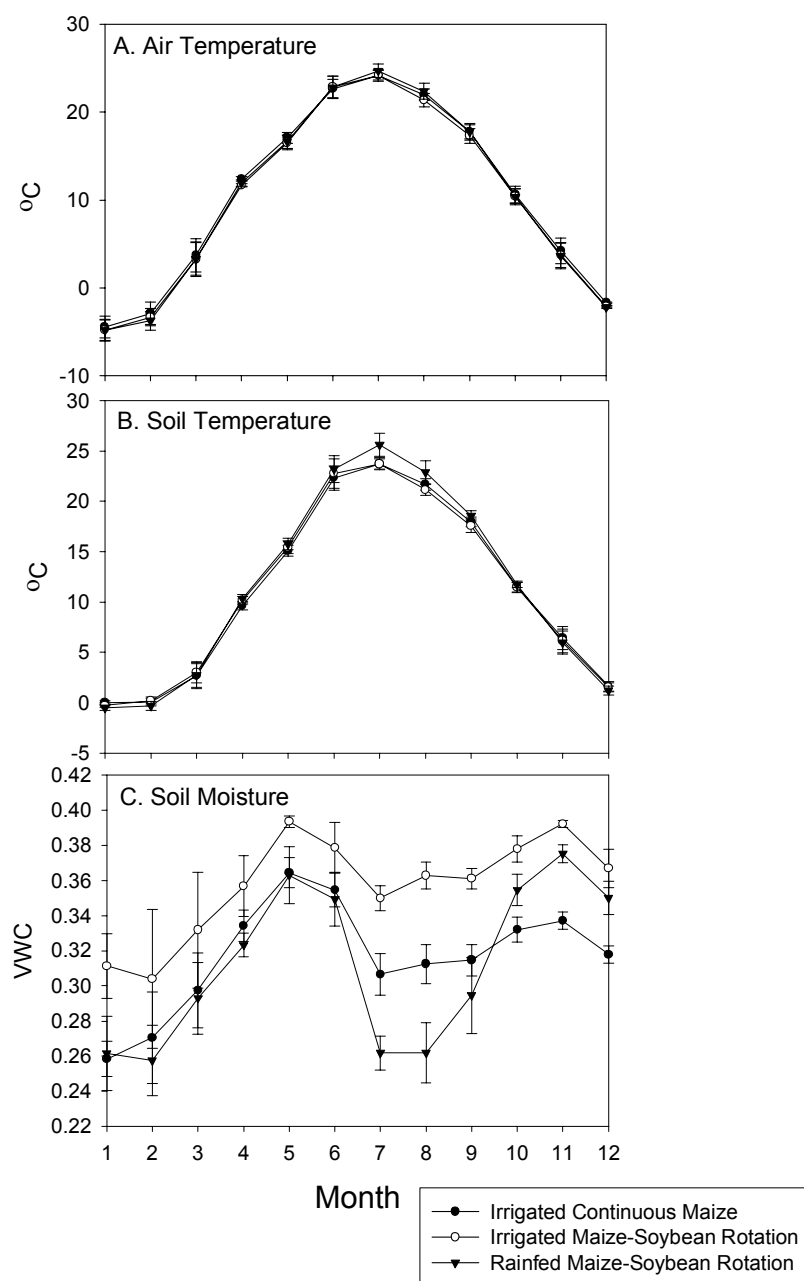 A. Air Temperature
30
20
10
0
-10
oC
B. Soil Temperature
30
25
20
15
10
5
0
-5
oC
C. Soil Moisture
0.42
0.40
0.38
0.36
0.34
0.32
0.30
0.28
0.26
0.24
0.22
VWC
1 2 3 4 5 6 7 8 9 10 11 12
Month
Irrigated Continuous Maize
Irrigated Maize-Soybean Rotation
Rainfed Maize-Soybean Rotation